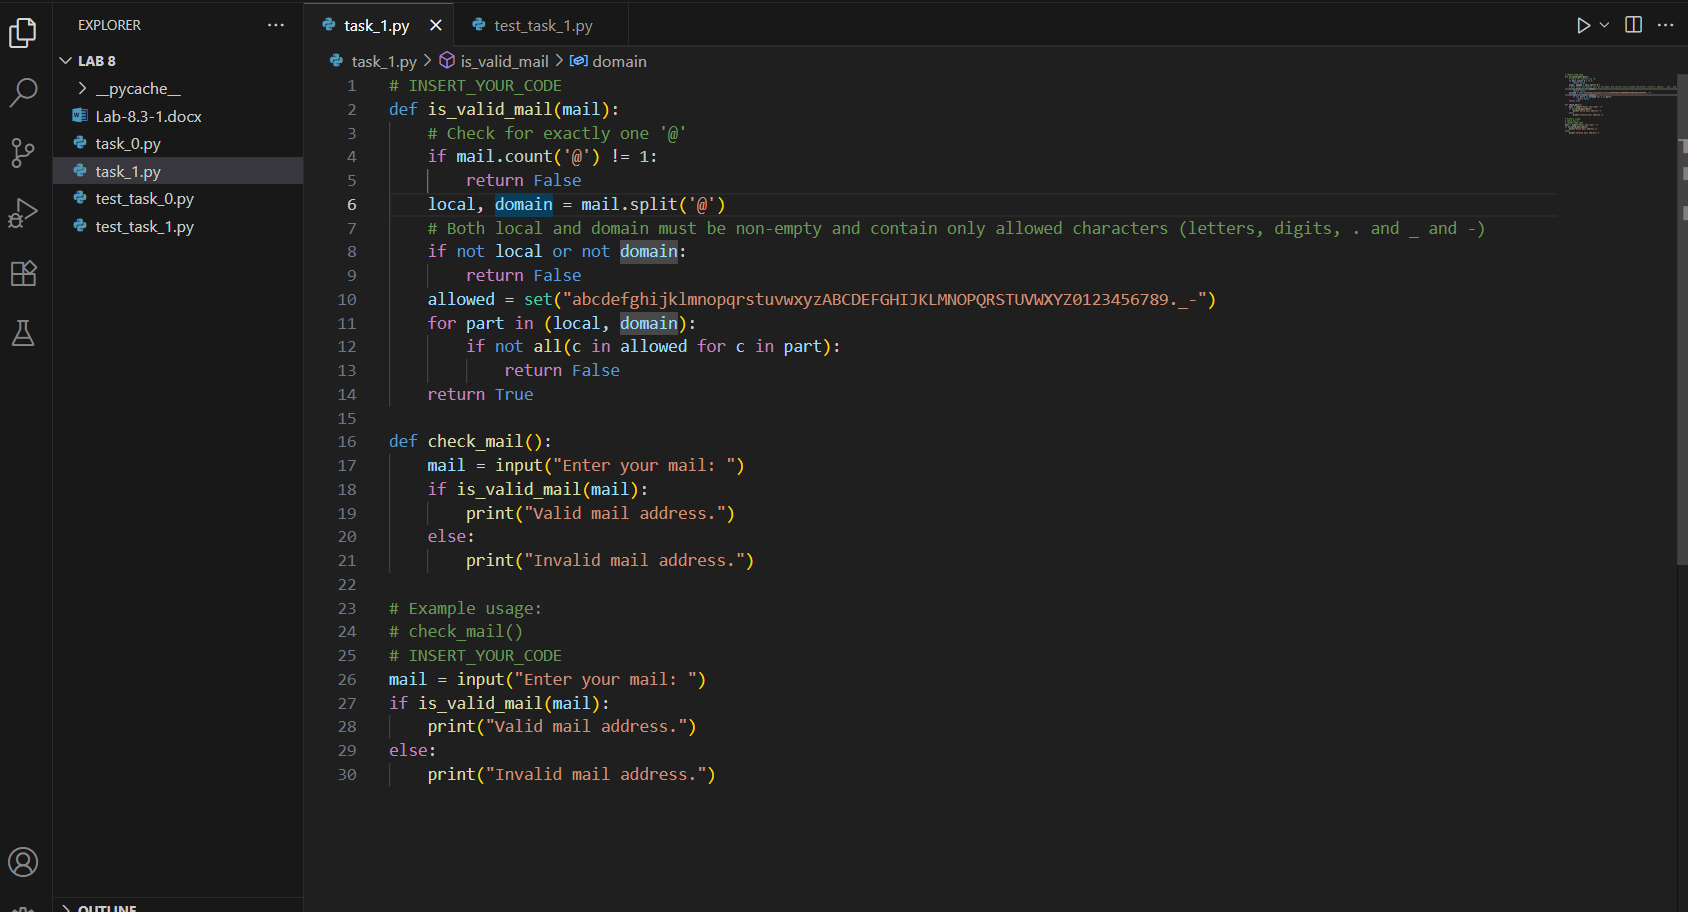 EXPLORER
LAB 8
__pycache__
Lab-8.3-1.docx
task_0.py
task_1.py
test_task_0.py
test_task_1.py
OUTLINE
task_1.py
test_task_1.py
task_1.py > is_valid_mail > domain
1 # INSERT_YOUR_CODE
2 def is_valid_mail(mail):
3     # Check for exactly one '@'
4     if mail.count('@') != 1:
5         return False
6     local, domain = mail.split('@')
7     # Both local and domain must be non-empty and contain only allowed characters (letters, digits, . and _ and -)
8     if not local or not domain:
9         return False
10     allowed = set("abcdefghijklmnopqrstuvwxyzABCDEFGHIJKLMNOPQRSTUVWXYZ0123456789._-")
11     for part in (local, domain):
12         if not all(c in allowed for c in part):
13             return False
14     return True
15
16 def check_mail():
17     mail = input("Enter your mail: ")
18     if is_valid_mail(mail):
19         print("Valid mail address.")
20     else:
21         print("Invalid mail address.")
22
23 # Example usage:
24 # check_mail()
25 # INSERT_YOUR_CODE
26 mail = input("Enter your mail: ")
27 if is_valid_mail(mail):
28     print("Valid mail address.")
29 else:
30     print("Invalid mail address.")